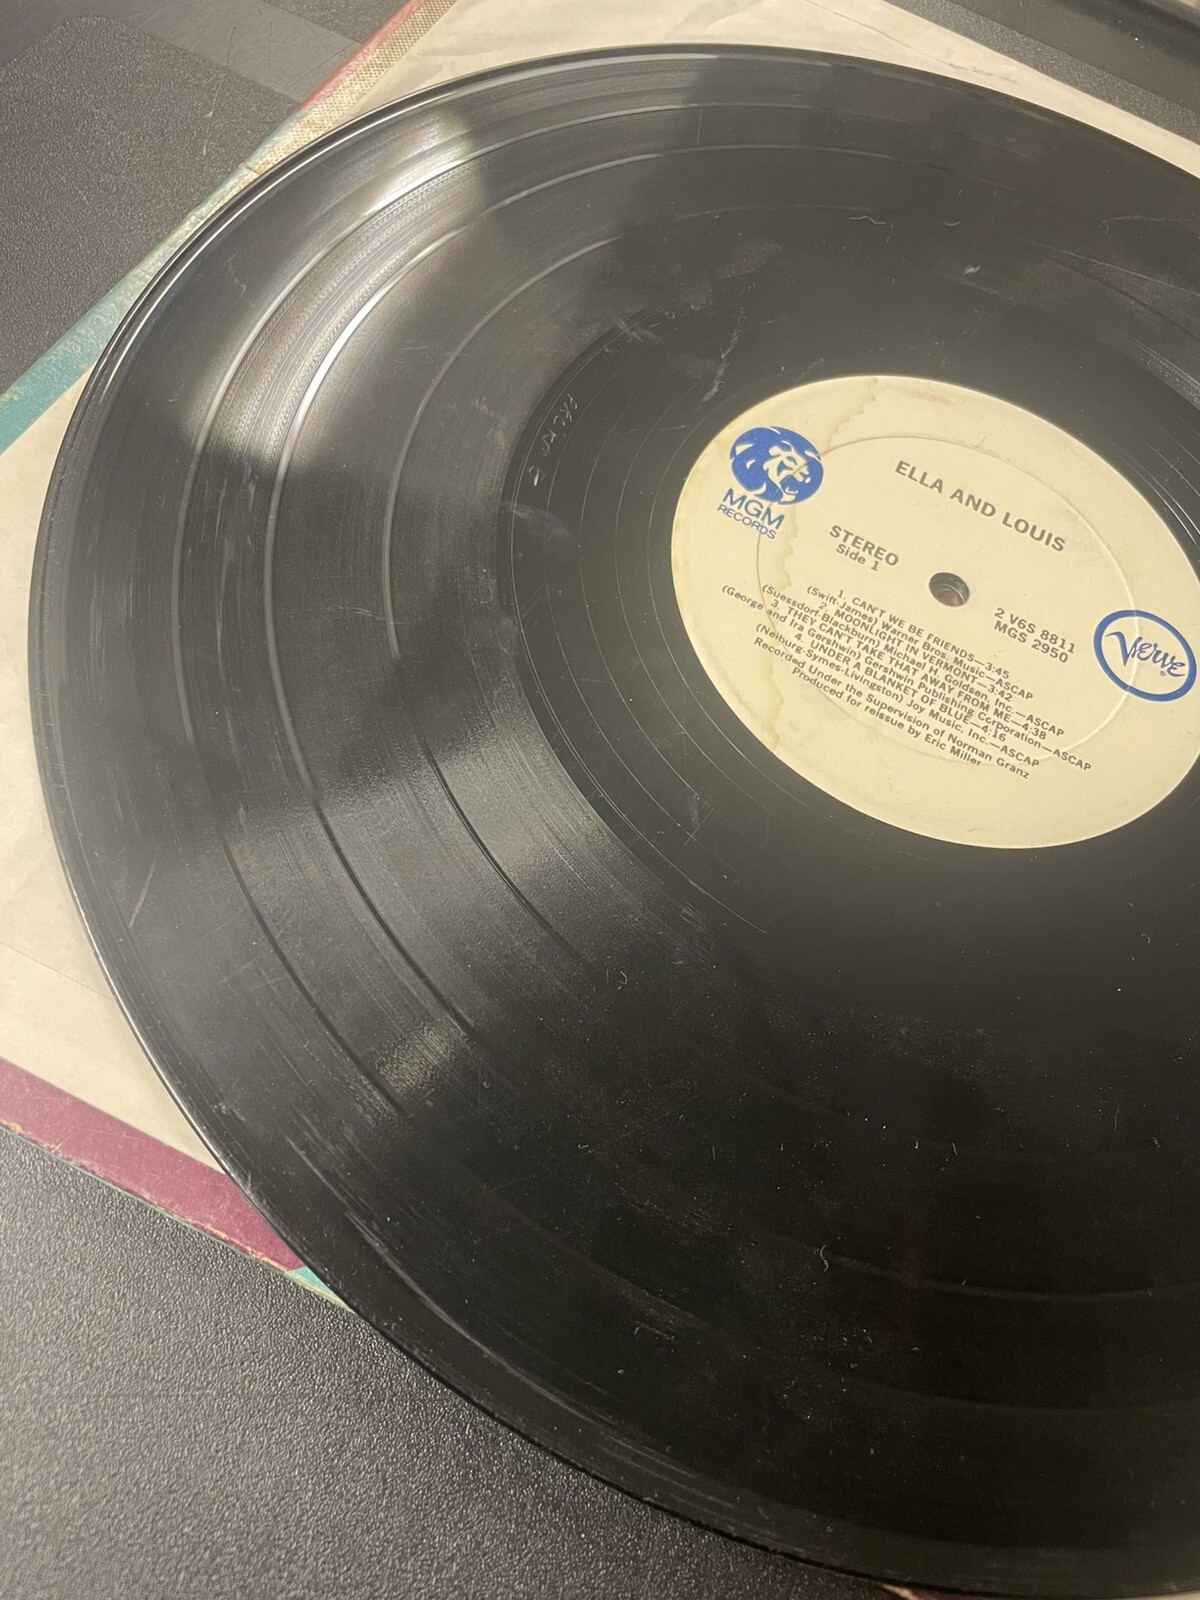 MGM
RECORDS
ELLA AND LOUIS
STEREO
Side 1
2 V6S 8811
MGS 2950
Verwe
1. CAN'T WE BE FRIENDS—3:45
(Swift-James) Warner Bros. Music—ASCAP
2. MOONLIGHT IN VERMONT—3:42
(Suessdorf-Blackburn) Michael H. Goldsen, Inc.—ASCAP
3. THEY CAN'T TAKE THAT AWAY FROM ME—4:38
(George and Ira Gershwin) Gershwin Publishing Corporation—ASCAP
4. UNDER A BLANKET OF BLUE—4:16
(Neiburg-Symes-Livingston) Joy Music, Inc.—ASCAP
Recorded Under the Supervision of Norman Granz
Produced for reissue by Eric Miller